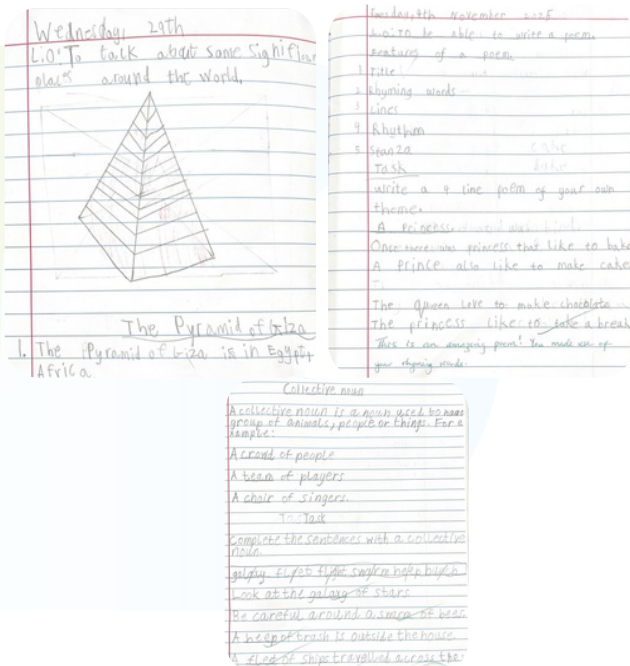 Wednesday, 29th
L.O: To talk about some Signifi
places around the world.
The Pyramid of Giza
1. The Pyramid of Giza is in Egypt,
Africa
Tuesday, 4th November 2025
L.O: To be able to write a poem.
Features of a poem.
1 Title
2 Rhyming words
3 Lines
4 Rhythm
5 Stanza
Task
Write a 4 line poem of your own
theme.
A Princess
Once there was princess that like to bake
A Prince also like to make cake
The Queen Love to make chocolate
The princess like to take a break
This is an amazing poem! You made use of
your rhyming words.
Collective noun
A collective noun is a noun used to name
group of animals, people or things. For e
xample:
A crowd of people
A team of players
A choir of singers.
Task
Complete the sentences with a collective
noun.
galaxy, fleet flight swarm heap bunch
Look at the galaxy of stars
Be careful around a swarm of bees.
A heep of trash is outside the house
A fleet of ships travelled across the